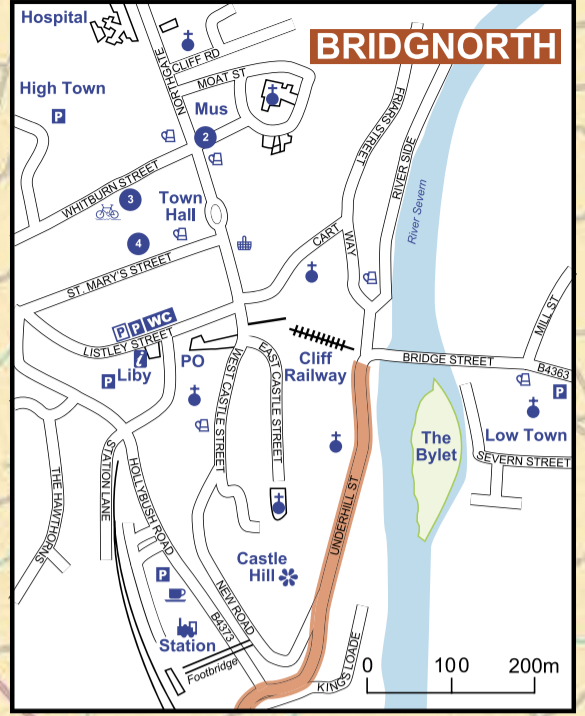 Hospital
BRIDGNORTH
CLIFF RD
MOAT ST
High Town
P
NORTHGATE
Mus
2
FRIARS STREET
RIVER SIDE
WHITBURN STREET
3
Town
Hall
River Severn
4
CART
WAY
ST. MARY'S STREET
MILL ST
P P WC
LISTLEY STREET
i
PO
Liby
P
WEST CASTLE STREET
EAST CASTLE STREET
Cliff
Railway
BRIDGE STREET
B4363
P
The
Bylet
Low Town
SEVERN STREET
THE HAWTHORNS
STATION LANE
HOLLYBUSH ROAD
UNDERHILL ST
Castle
Hill
P
NEW ROAD
B4373
Station
Footbridge
KINGS LOADE
0 100 200m